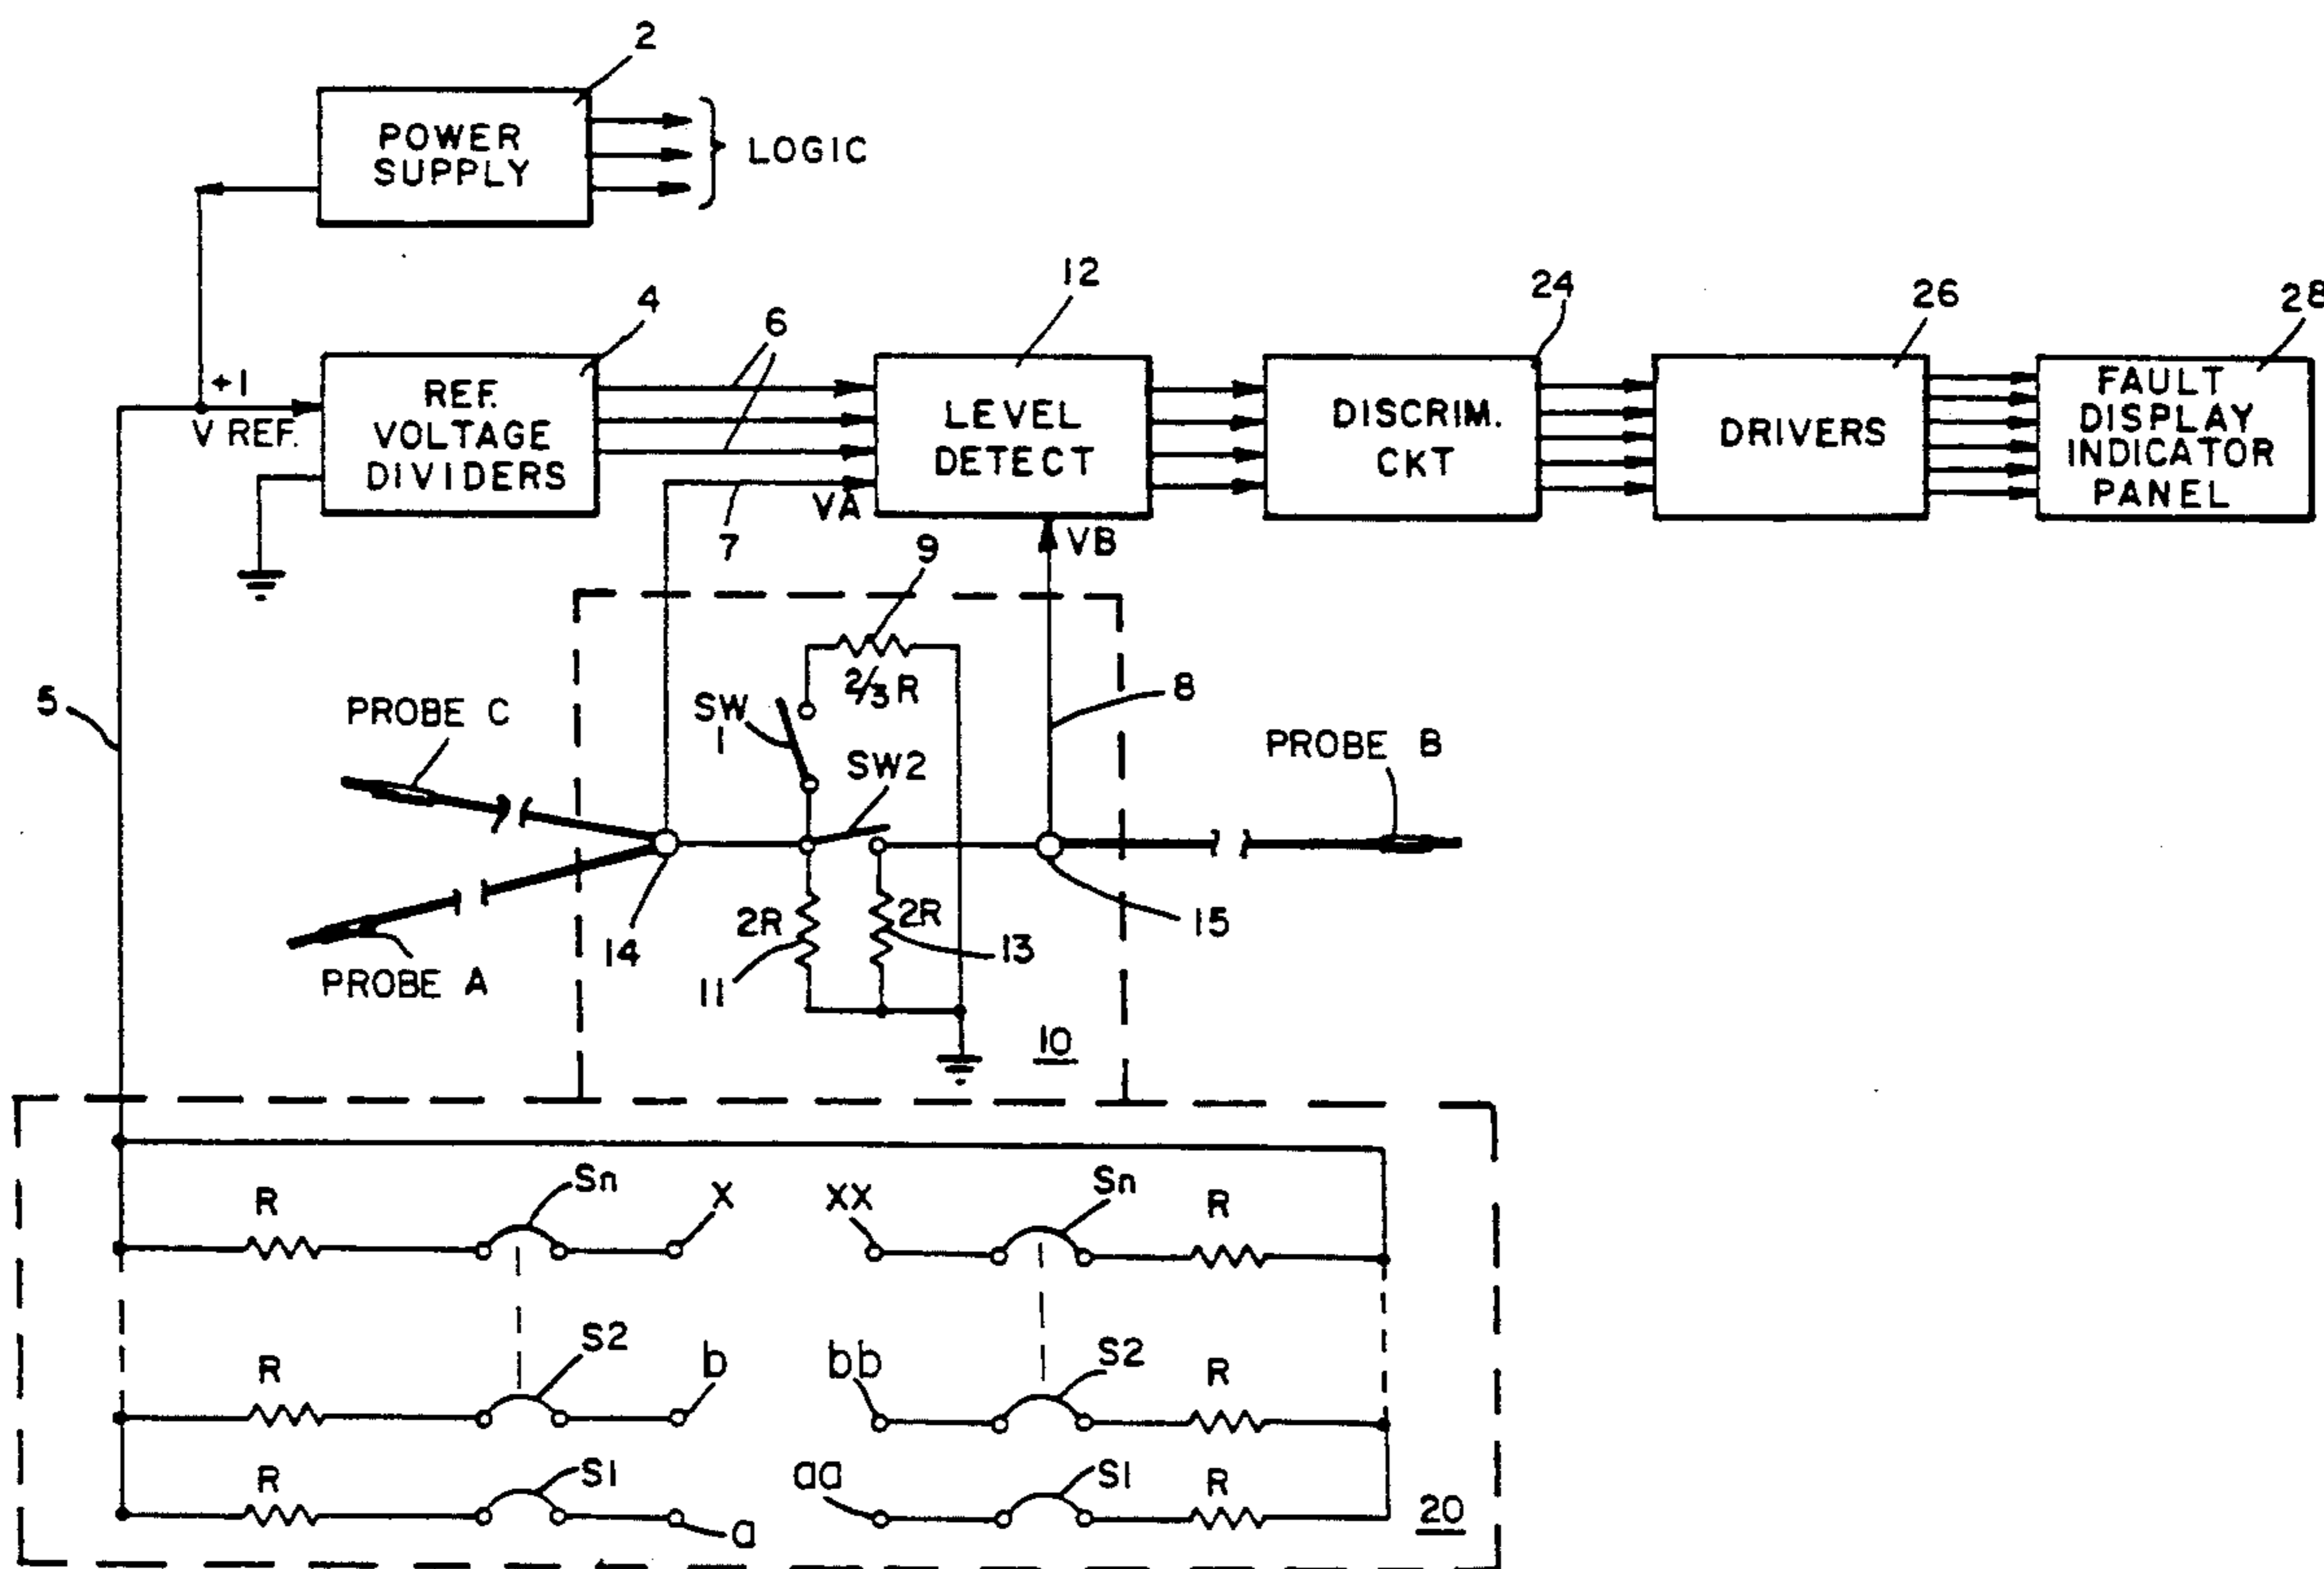 2
POWER
SUPPLY
LOGIC
4
6
12
24
26
28
+1
V REF.
REF.
VOLTAGE
DIVIDERS
LEVEL
DETECT
DISCRIM.
CKT
DRIVERS
FAULT
DISPLAY
INDICATOR
PANEL
VA
7
9
VB
5
PROBE C
SW
1
2/3 R
SW2
8
PROBE B
PROBE A
14
2R
11
2R
13
15
10
R
Sn
X
XX
Sn
R
R
S2
b
bb
S2
R
R
S1
a
aa
S1
R
20